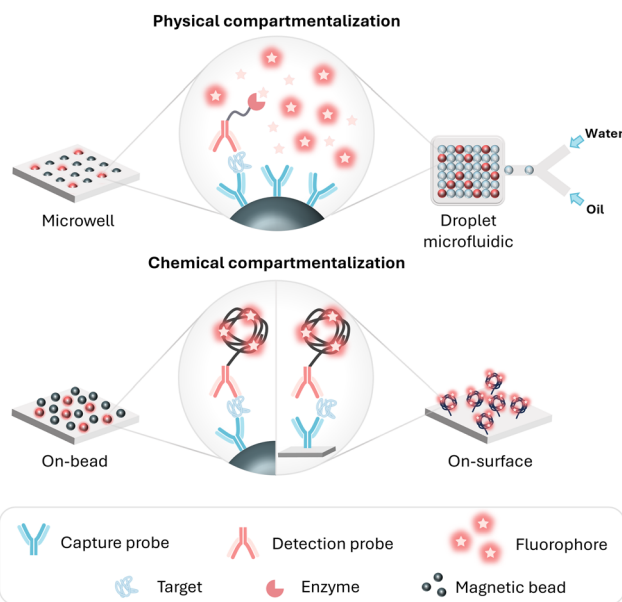 Physical compartmentalization
Water
Microwell
Droplet
microfluidic
Oil
Chemical compartmentalization
On-bead
On-surface
Capture probe
Detection probe
Fluorophore
Target
Enzyme
Magnetic bead